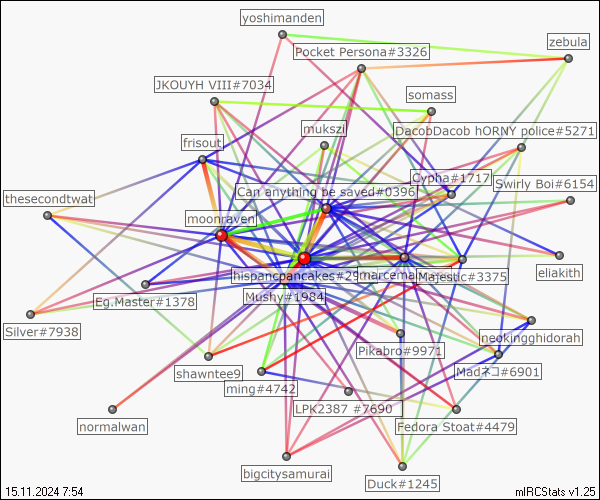 yoshimanden
zebula
Pocket Persona#3326
JKOUYH VIII#7034
somass
mukszi
DacobDacob hORNY police#5271
frisout
Cypha#1717
Swirly Boi#6154
Can anything be saved#0396
thesecondtwat
moonraven
hispanicpancakes#29
marcema
Majestic#3375
eliakith
Eg.Master#1378
Mushy#1984
Silver#7938
neokingghidorah
Pikabro#9971
Madネコ#6901
shawntee9
ming#4742
LPK2387 #7690
normalwan
Fedora Stoat#4479
bigcitysamurai
Duck#1245
15.11.2024 7:54
mIRCStats v1.25